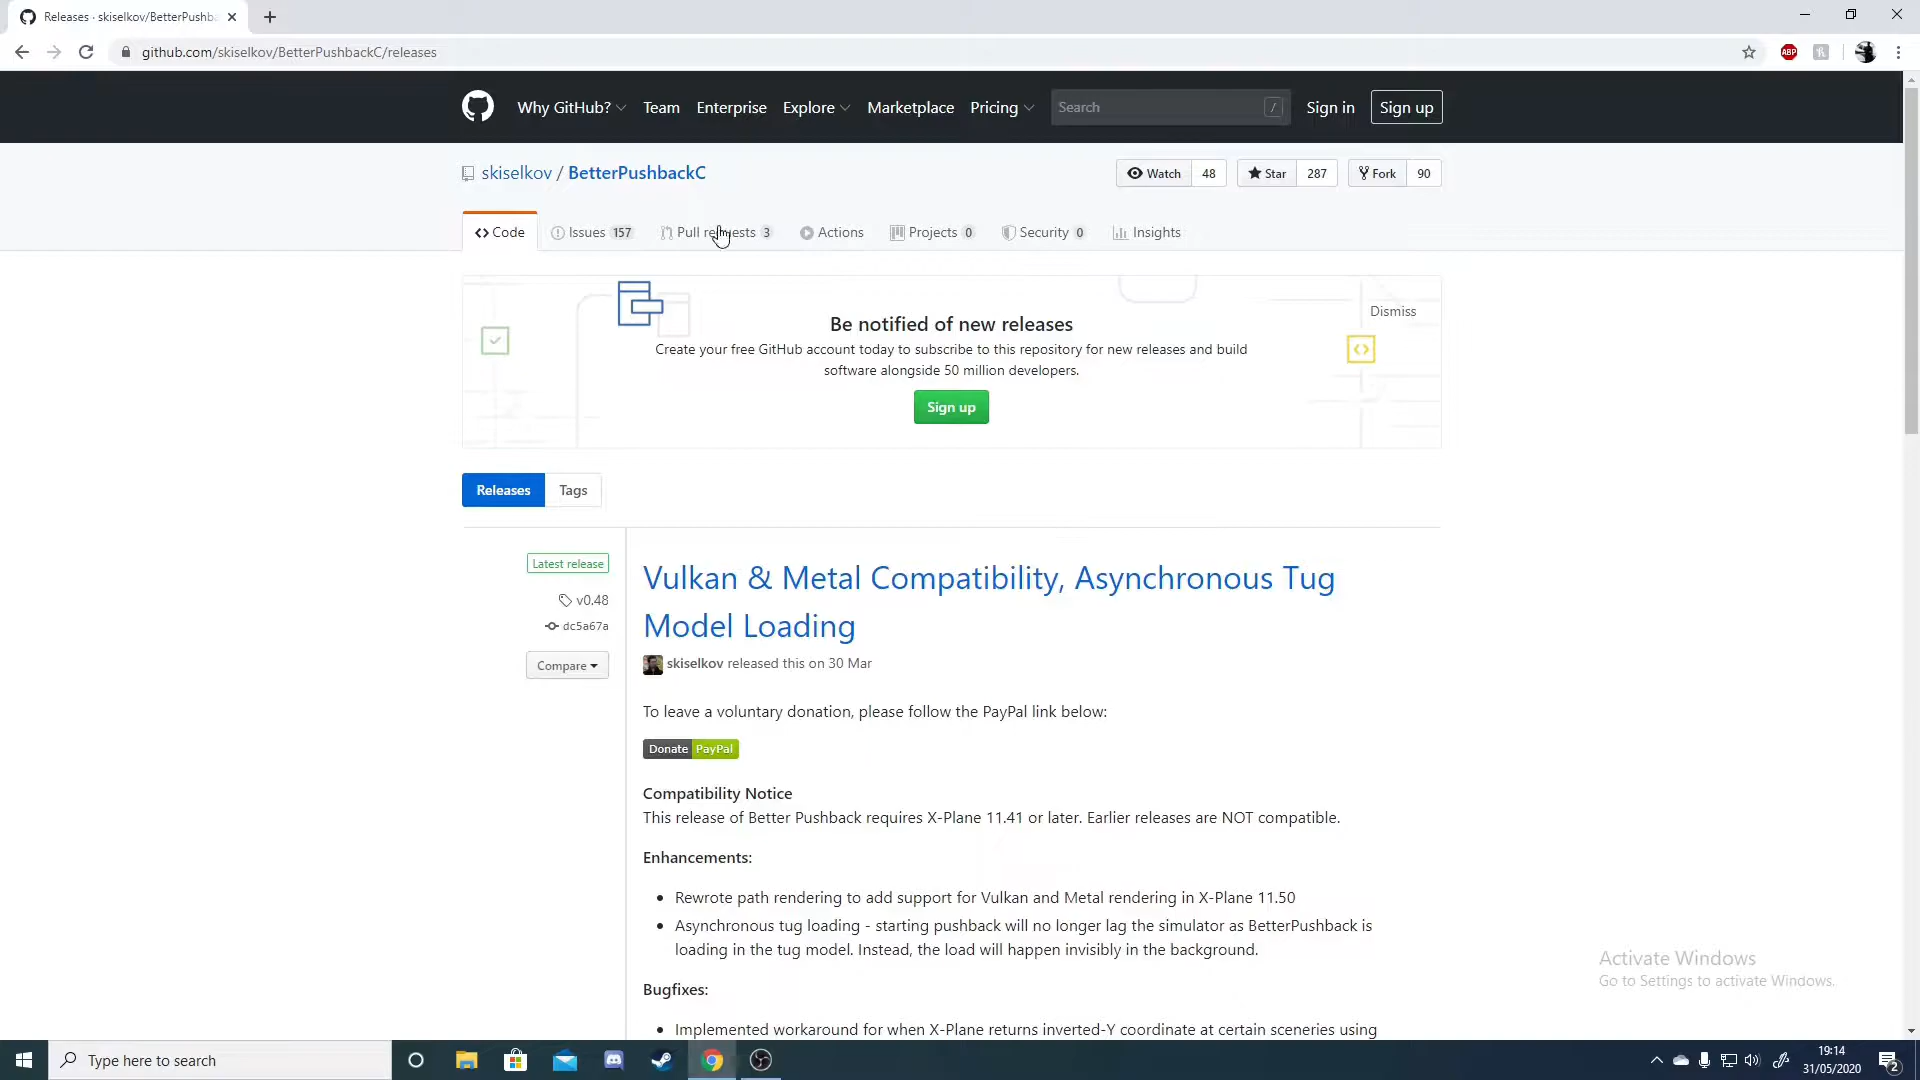 Releases · skiselkov/BetterPushba
github.com/skiselkov/BetterPushbackC/releases
ABP
Why GitHub? Team Enterprise Explore Marketplace Pricing Search / Sign in Sign up
skiselkov / BetterPushbackC
Watch 48 Star 287 Fork 90
Code Issues 157 Pull requests 3 Actions Projects 0 Security 0 Insights
Dismiss
Be notified of new releases
Create your free GitHub account today to subscribe to this repository for new releases and build
software alongside 50 million developers.
Sign up
Releases Tags
Latest release
v0.48
dc5a67a
Compare
Vulkan & Metal Compatibility, Asynchronous Tug
Model Loading
skiselkov released this on 30 Mar
To leave a voluntary donation, please follow the PayPal link below:
Donate PayPal
Compatibility Notice
This release of Better Pushback requires X-Plane 11.41 or later. Earlier releases are NOT compatible.
Enhancements:
• Rewrote path rendering to add support for Vulkan and Metal rendering in X-Plane 11.50
• Asynchronous tug loading - starting pushback will no longer lag the simulator as BetterPushback is
loading in the tug model. Instead, the load will happen invisibly in the background.
Bugfixes:
• Implemented workaround for when X-Plane returns inverted-Y coordinate at certain sceneries using
Activate Windows
Go to Settings to activate Windows.
Type here to search
19:14
31/05/2020
2